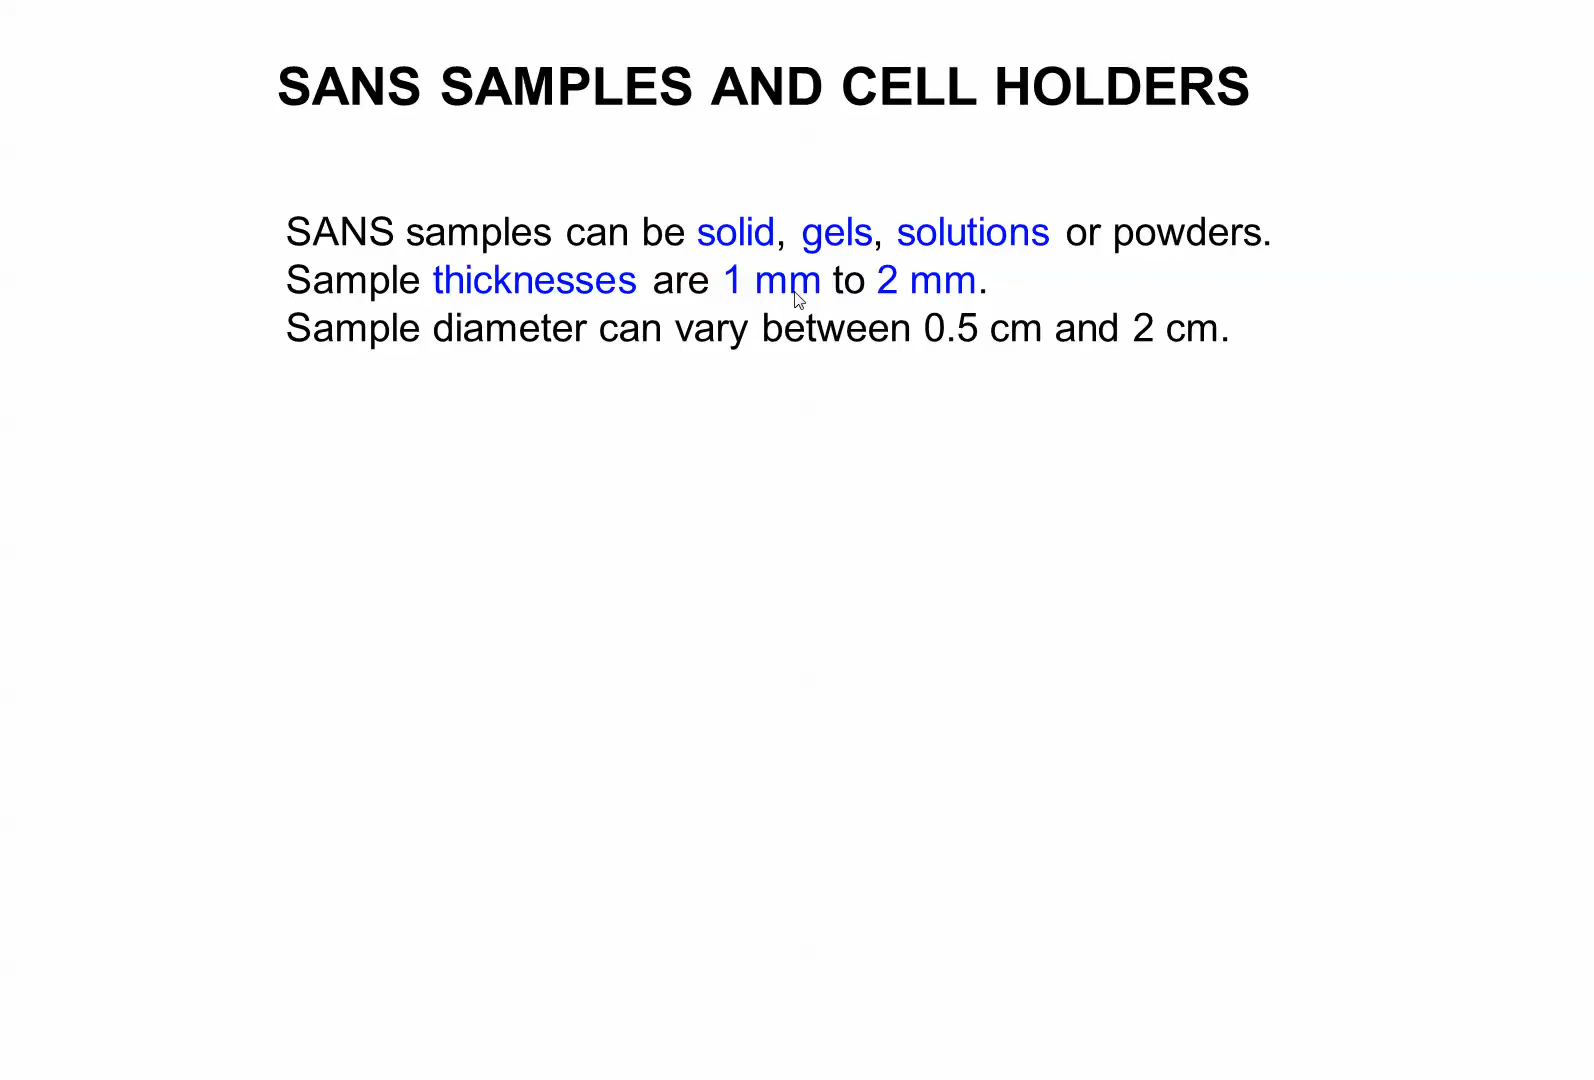 SANS SAMPLES AND CELL HOLDERS
SANS samples can be solid, gels, solutions or powders.
Sample thicknesses are 1 mm to 2 mm.
Sample diameter can vary between 0.5 cm and 2 cm.